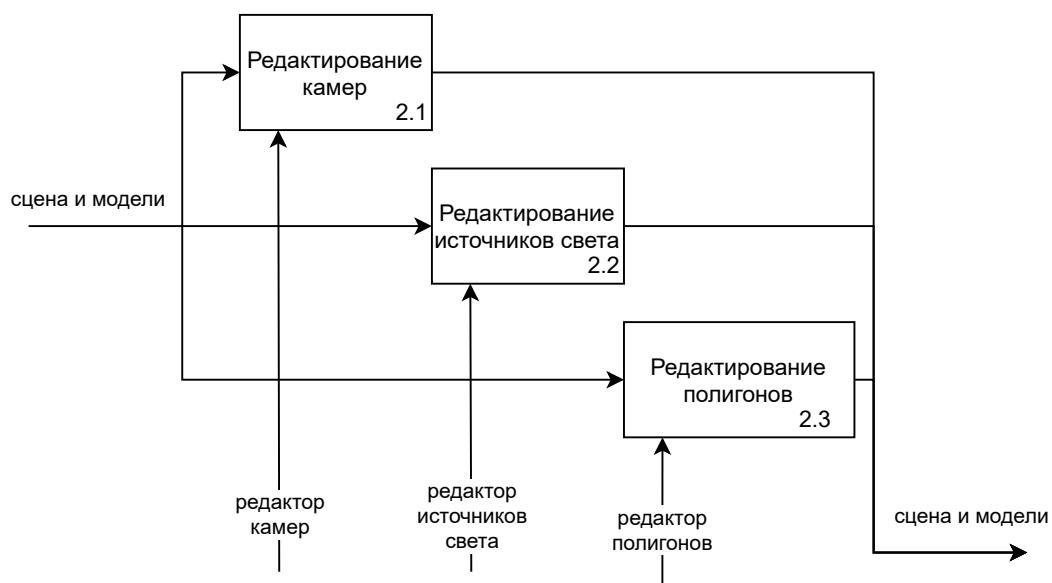 Редактирование
камер
2.1
сцена и модели
Редактирование
источников света
2.2
Редактирование
полигонов
2.3
редактор
камер
редактор
источников
света
редактор
полигонов
сцена и модели